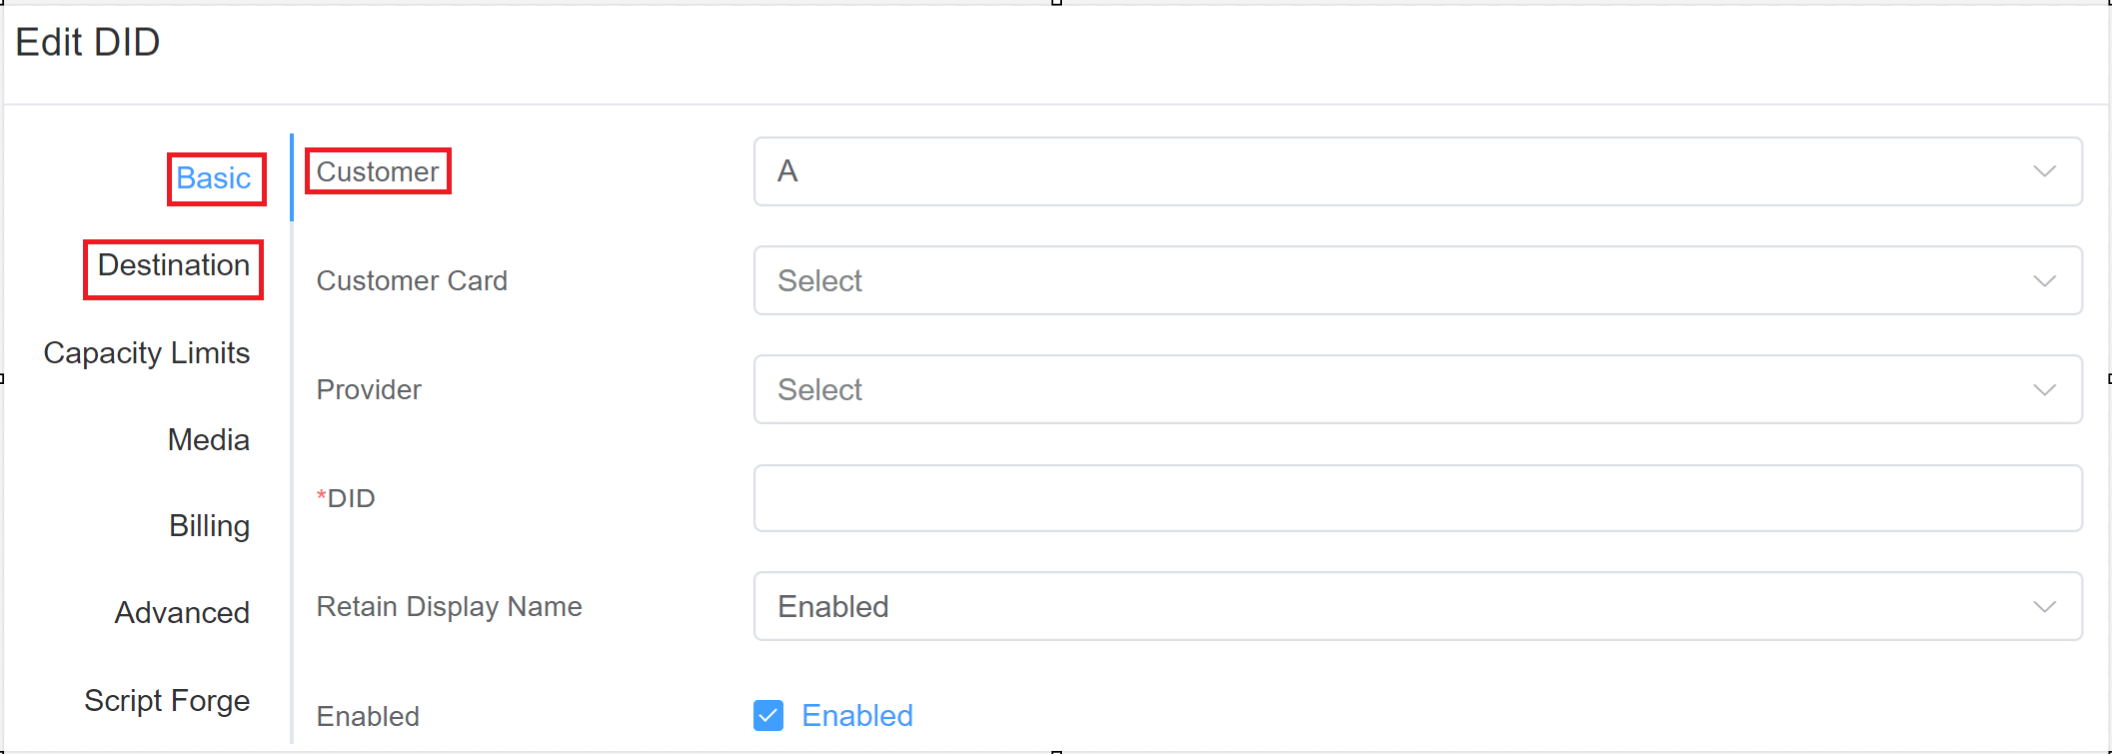 Edit DID
Basic
Destination
Capacity Limits
Media
Billing
Advanced
Script Forge
Customer
A
Customer Card
Select
Provider
Select
*DID
Retain Display Name
Enabled
Enabled
Enabled